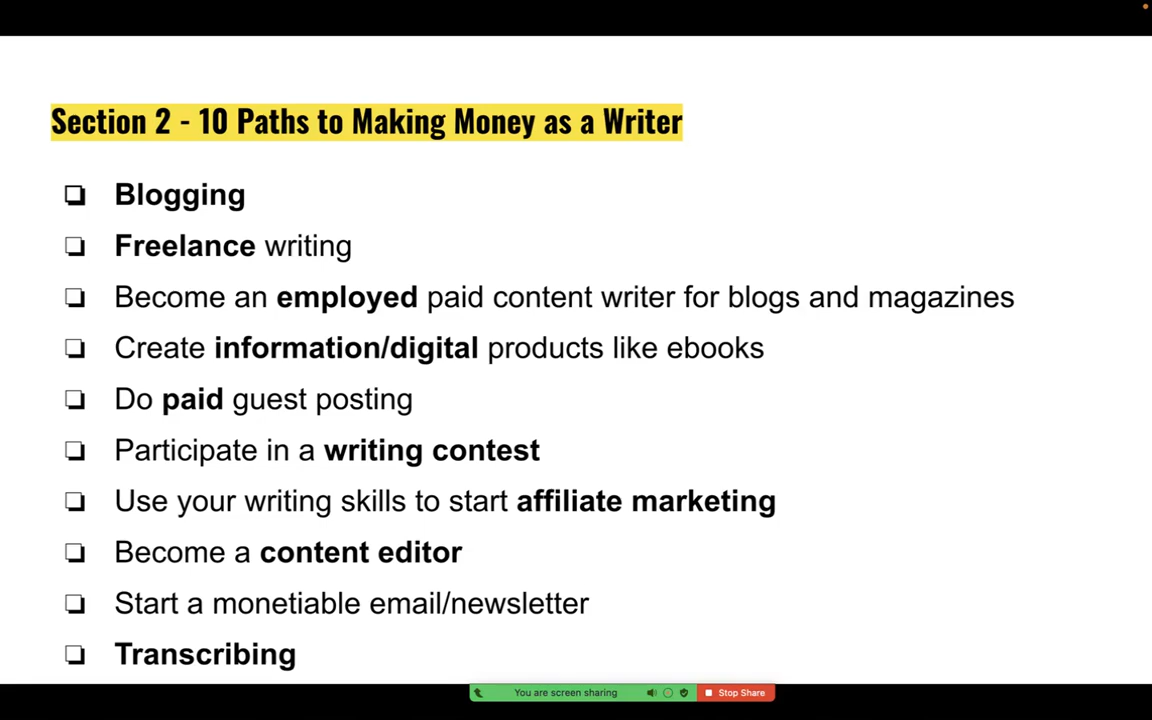 Section 2 - 10 Paths to Making Money as a Writer
Blogging
Freelance writing
Become an employed paid content writer for blogs and magazines
Create information/digital products like ebooks
Do paid guest posting
Participate in a writing contest
Use your writing skills to start affiliate marketing
Become a content editor
Start a monetiable email/newsletter
Transcribing
You are screen sharing Stop Share